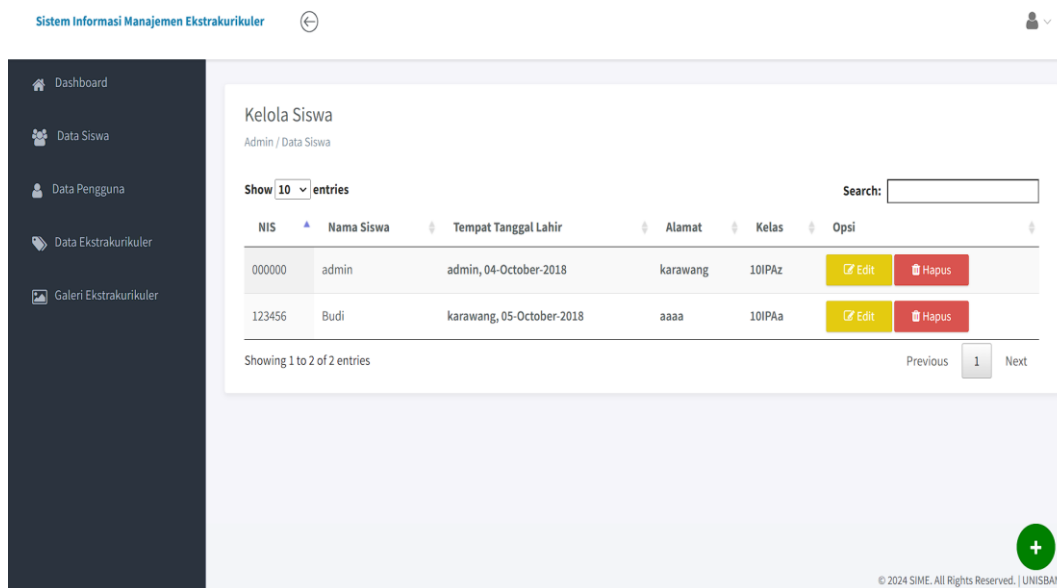 Sistem Informasi Manajemen Ekstrakurikuler
Dashboard
Data Siswa
Data Pengguna
Data Ekstrakurikuler
Galeri Ekstrakurikuler
Kelola Siswa
Admin / Data Siswa
Show 10 entries
Search:
NIS Nama Siswa Tempat Tanggal Lahir Alamat Kelas Opsi
000000 admin admin, 04-October-2018 karawang 10IPAz Edit Hapus
123456 Budi karawang, 05-October-2018 aaaa 10IPAa Edit Hapus
Showing 1 to 2 of 2 entries
Previous 1 Next
+
© 2024 SIME. All Rights Reserved. |